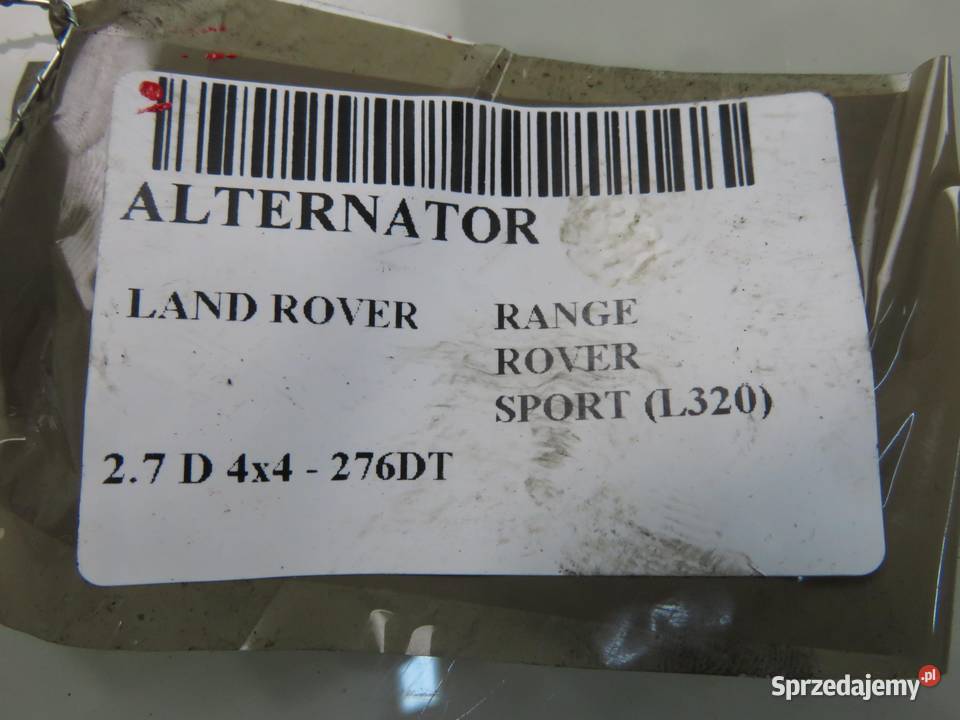 ALTERNATOR
LAND ROVER
RANGE
ROVER
SPORT (L320)
2.7 D 4x4 - 276DT
Sprzedajemy.pl